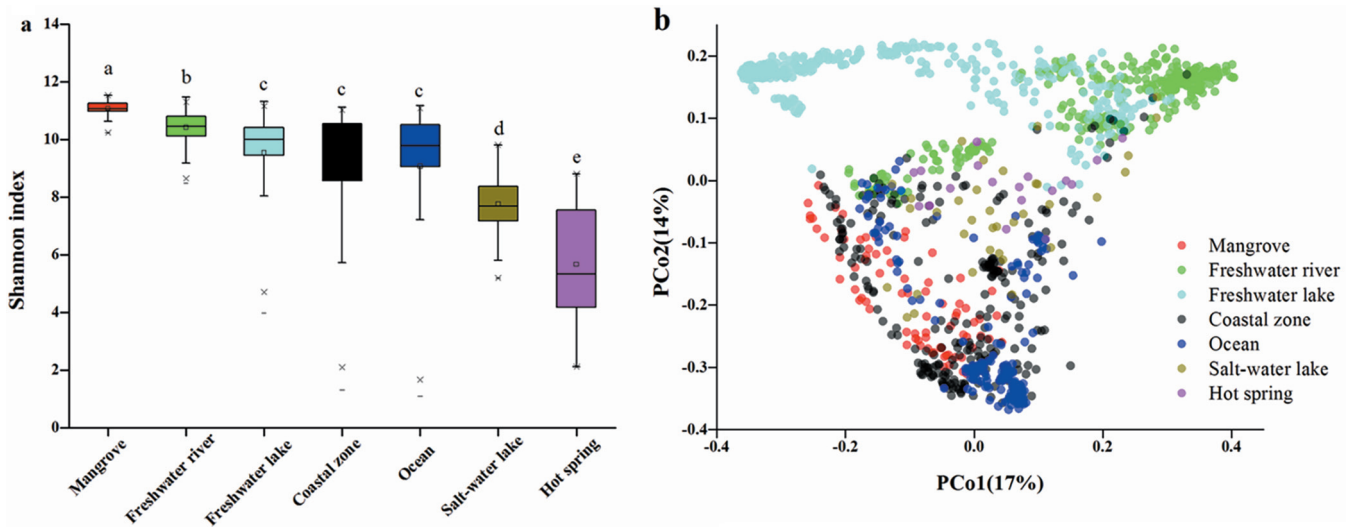 a
14
12
10
8
6
4
2
0
Shannon index
a
b
c
c
c
d
e
Mangrove
Freshwater river
Freshwater lake
Coastal zone
Ocean
Salt-water lake
Hot spring
b
0.2
0.1
0.0
-0.1
-0.2
-0.3
-0.4
PCo2(14%)
-0.4
-0.2
0.0
0.2
0.4
PCo1(17%)
Mangrove
Freshwater river
Freshwater lake
Coastal zone
Ocean
Salt-water lake
Hot spring